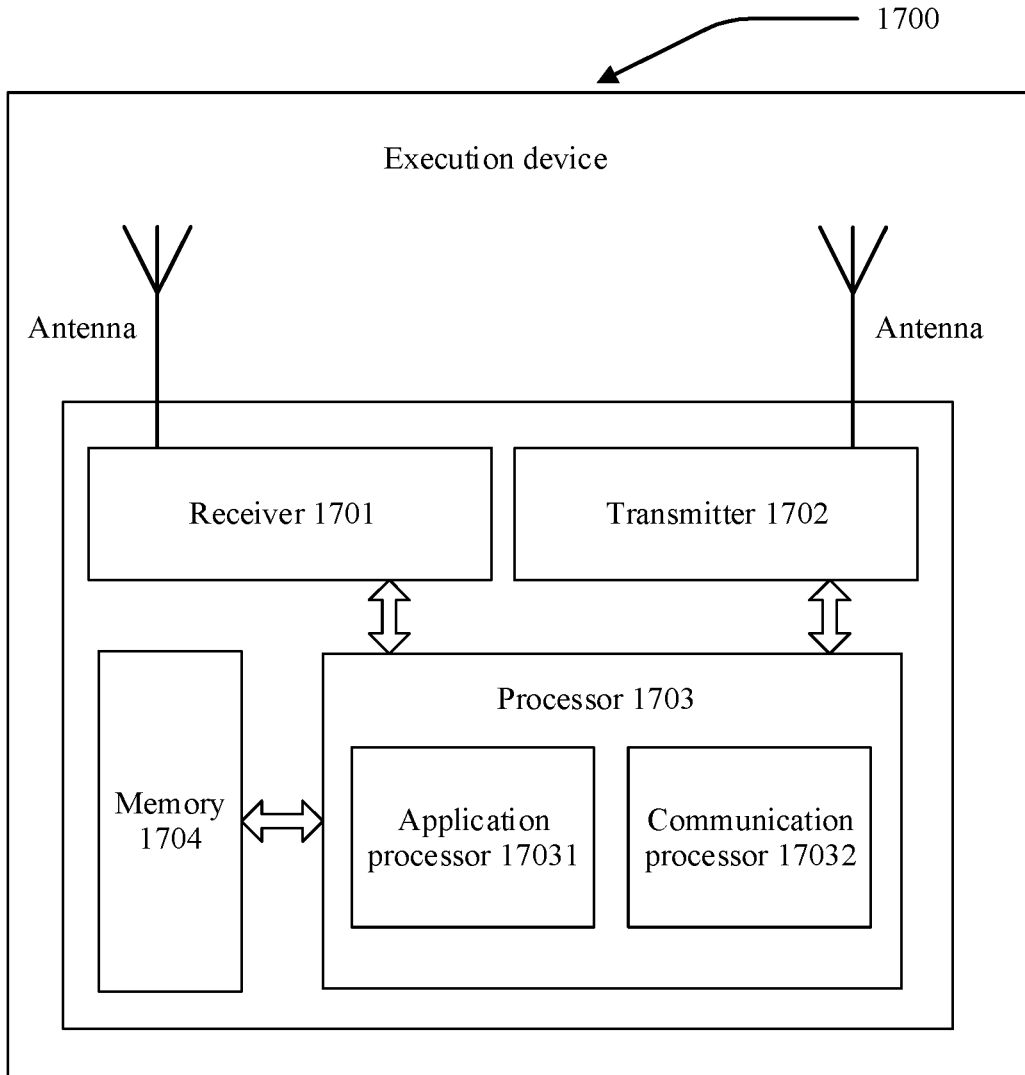 1700
Execution device
Antenna
Antenna
Receiver 1701
Transmitter 1702
Processor 1703
Memory
1704
Application
processor 17031
Communication
processor 17032